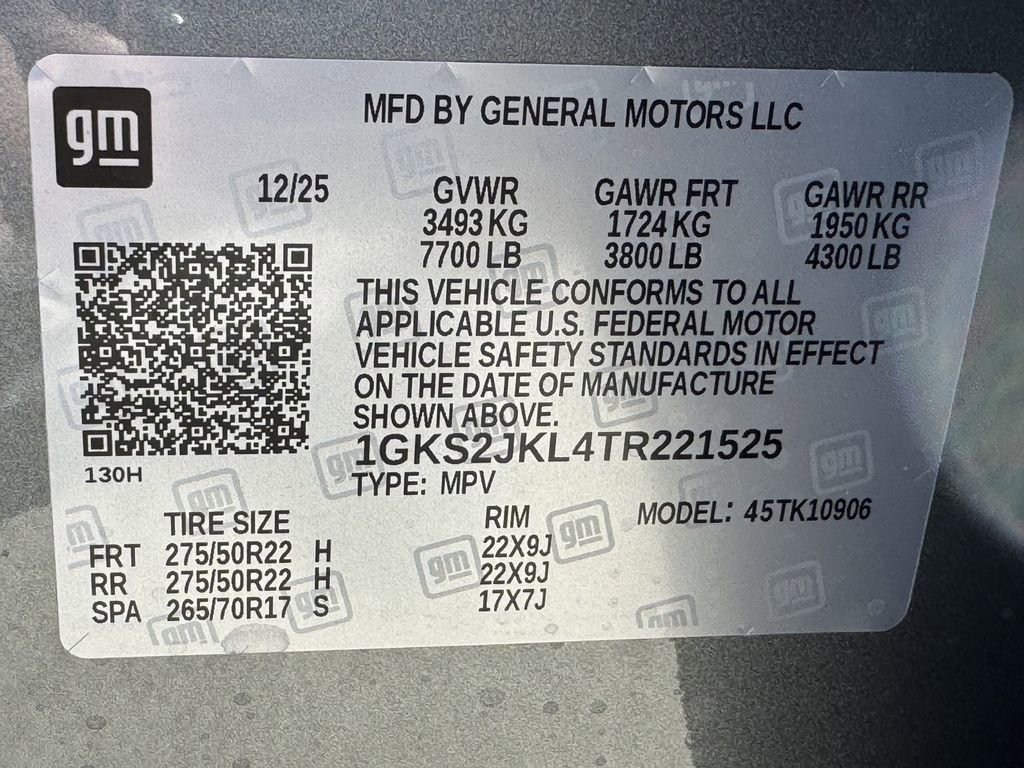 gm
MFD BY GENERAL MOTORS LLC
12/25 GVWR GAWR FRT GAWR RR
3493 KG 1724 KG 1950 KG
7700 LB 3800 LB 4300 LB
THIS VEHICLE CONFORMS TO ALL
APPLICABLE U.S. FEDERAL MOTOR
VEHICLE SAFETY STANDARDS IN EFFECT
ON THE DATE OF MANUFACTURE
SHOWN ABOVE.
1GKS2JKL4TR221525
130H
TYPE: MPV
TIRE SIZE RIM MODEL: 45TK10906
FRT 275/50R22 H 22X9J
RR 275/50R22 H 22X9J
SPA 265/70R17 S 17X7J